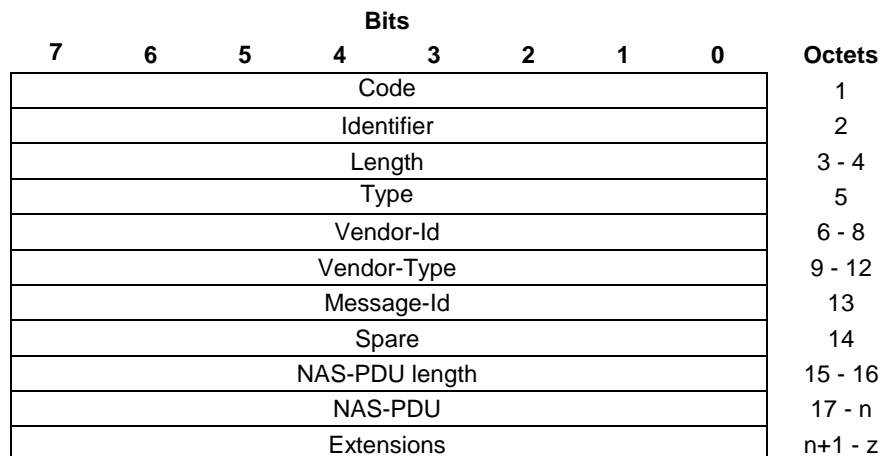 Bits
7 6 5 4 3 2 1 0 Octets
Code 1
Identifier 2
Length 3 - 4
Type 5
Vendor-Id 6 - 8
Vendor-Type 9 - 12
Message-Id 13
Spare 14
NAS-PDU length 15 - 16
NAS-PDU 17 - n
Extensions n+1 - z